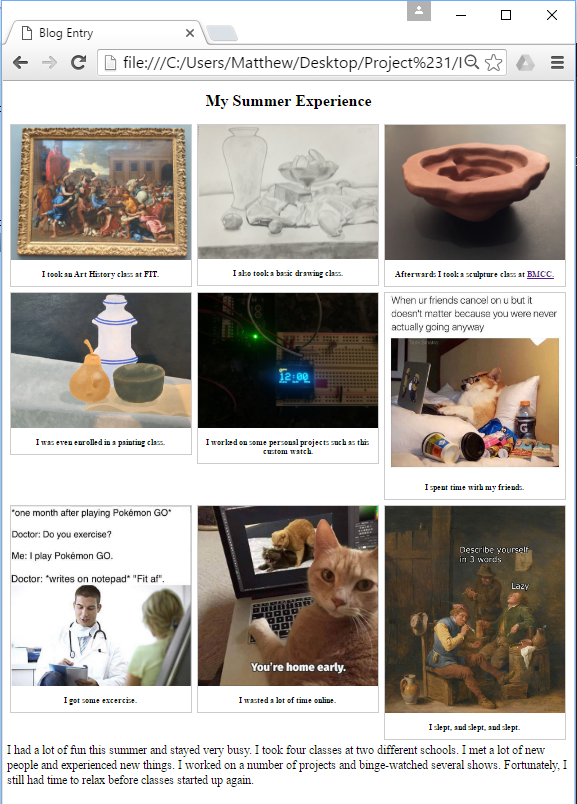 Blog Entry
file:///C:/Users/Matthew/Desktop/Project%231/
My Summer Experience
I took an Art History class at FIT.
I also took a basic drawing class.
Afterwards I took a sculpture class at BMCC.
I was even enrolled in a painting class.
12:00
I worked on some personal projects such as this
custom watch.
When ur friends cancel on u but it
doesn't matter because you were never
actually going anyway
I spent time with my friends.
*one month after playing Pokémon GO*
Doctor: Do you exercise?
Me: I play Pokémon GO.
Doctor: *writes on notepad* "Fit af".
I got some excercise.
You're home early.
I wasted a lot of time online.
Describe yourself
in 3 words
Lazy
I slept, and slept, and slept.
I had a lot of fun this summer and stayed very busy. I took four classes at two different schools. I met a lot of new
people and experienced new things. I worked on a number of projects and binge-watched several shows. Fortunately, I
still had time to relax before classes started up again.